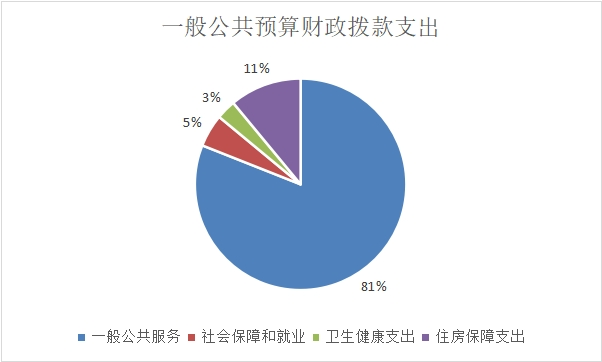 一般公共预算财政拨款支出
11%
3%
5%
81%
一般公共服务 社会保障和就业 卫生健康支出 住房保障支出